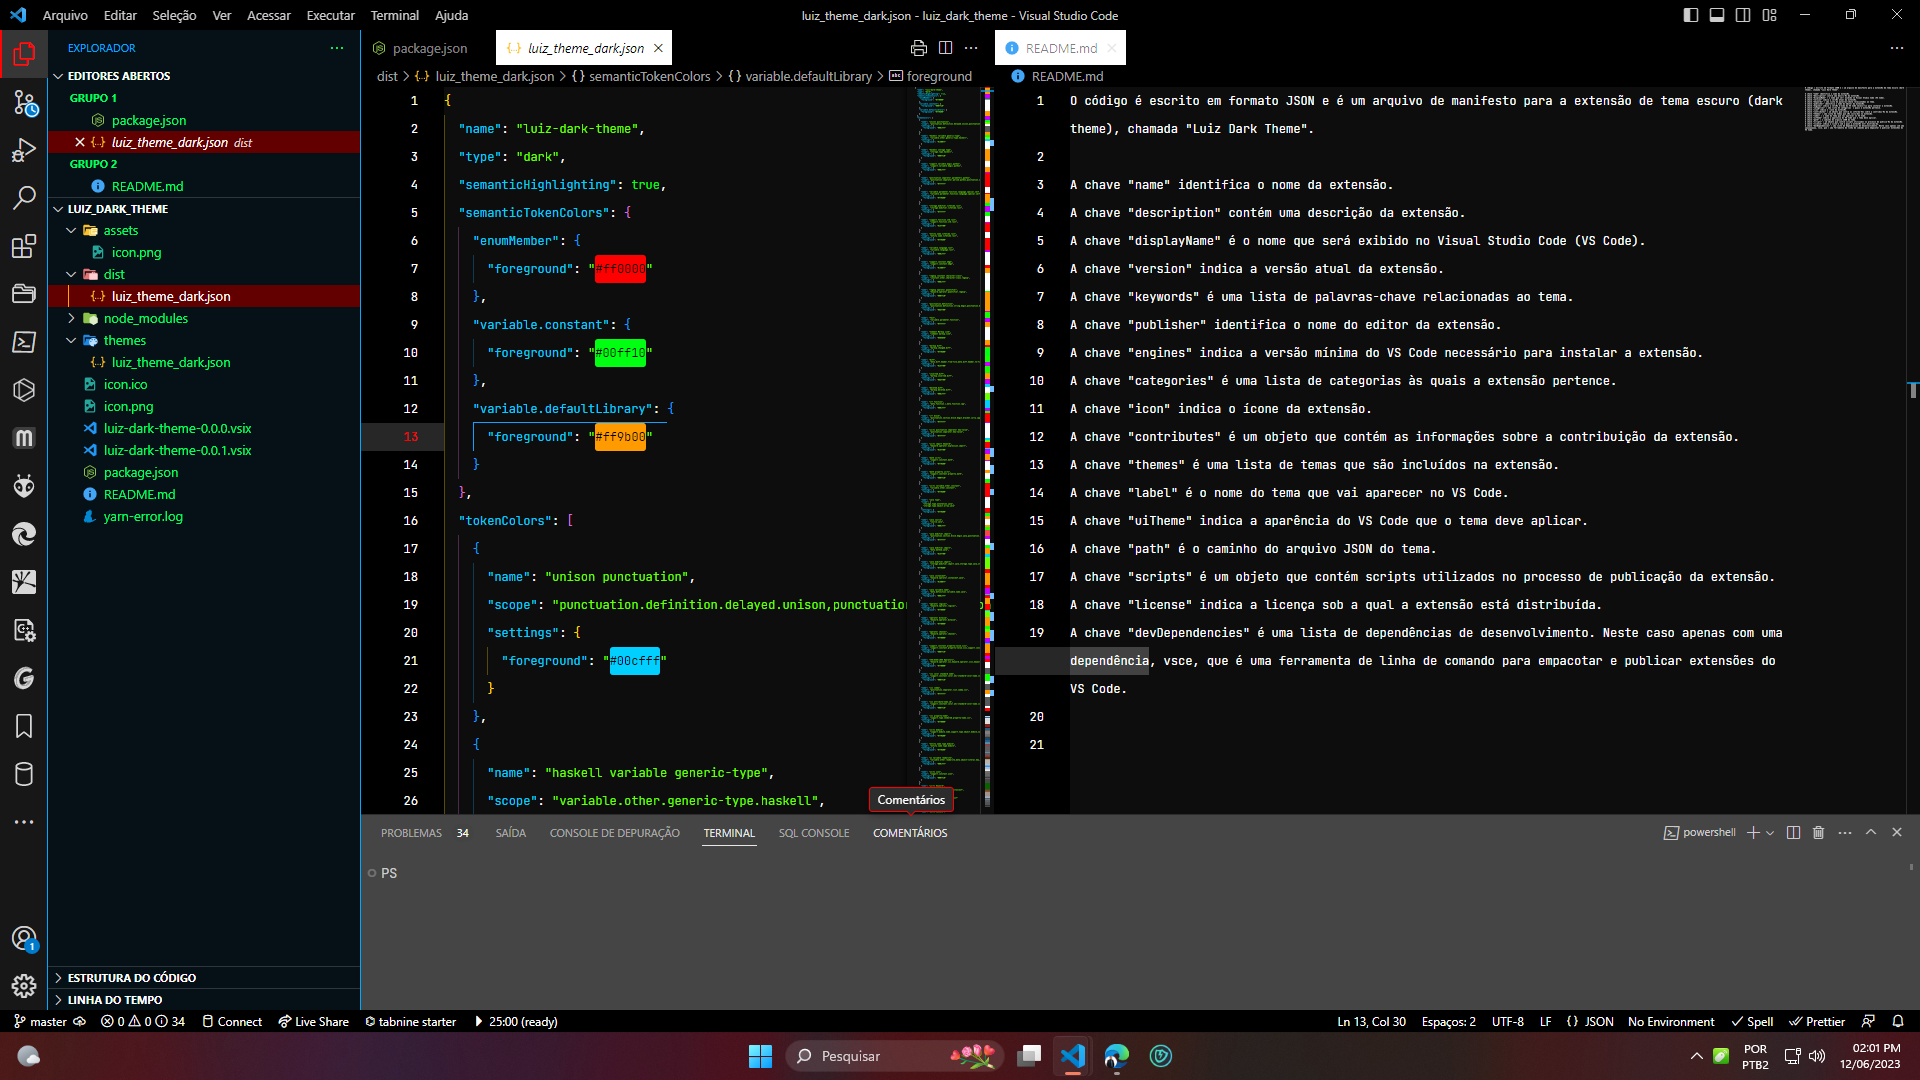 Arquivo Editar Seleção Ver Acessar Executar Terminal Ajuda
luiz_theme_dark.json - luiz_dark_theme - Visual Studio Code
EXPLORADOR
EDITORES ABERTOS
GRUPO 1
package.json
luiz_theme_dark.json dist
GRUPO 2
README.md
LUIZ_DARK_THEME
assets
icon.png
dist
luiz_theme_dark.json
node_modules
themes
luiz_theme_dark.json
icon.ico
icon.png
luiz-dark-theme-0.0.0.vsix
luiz-dark-theme-0.0.1.vsix
package.json
README.md
yarn-error.log
ESTRUTURA DO CÓDIGO
LINHA DO TEMPO
package.json
luiz_theme_dark.json
dist > {..} luiz_theme_dark.json > {} semanticTokenColors > {} variable.defaultLibrary > foreground
1 {
2 "name": "luiz-dark-theme",
3 "type": "dark",
4 "semanticHighlighting": true,
5 "semanticTokenColors": {
6 "enumMember": {
7 "foreground": "#ff0000"
8 },
9 "variable.constant": {
10 "foreground": "#00ff10"
11 },
12 "variable.defaultLibrary": {
13 "foreground": "#ff9b00"
14 }
15 },
16 "tokenColors": [
17 {
18 "name": "unison punctuation",
19 "scope": "punctuation.definition.delayed.unison,punctuation
20 "settings": {
21 "foreground": "#00cfff"
22 }
23 },
24 {
25 "name": "haskell variable generic-type",
26 "scope": "variable.other.generic-type.haskell",
Comentários
README.md
README.md
1 O código é escrito em formato JSON e é um arquivo de manifesto para a extensão de tema escuro (dark
theme), chamada "Luiz Dark Theme".
2
3 A chave "name" identifica o nome da extensão.
4 A chave "description" contém uma descrição da extensão.
5 A chave "displayName" é o nome que será exibido no Visual Studio Code (VS Code).
6 A chave "version" indica a versão atual da extensão.
7 A chave "keywords" é uma lista de palavras-chave relacionadas ao tema.
8 A chave "publisher" identifica o nome do editor da extensão.
9 A chave "engines" indica a versão mínima do VS Code necessário para instalar a extensão.
10 A chave "categories" é uma lista de categorias às quais a extensão pertence.
11 A chave "icon" indica o ícone da extensão.
12 A chave "contributes" é um objeto que contém as informações sobre a contribuição da extensão.
13 A chave "themes" é uma lista de temas que são incluídos na extensão.
14 A chave "label" é o nome do tema que vai aparecer no VS Code.
15 A chave "uiTheme" indica a aparência do VS Code que o tema deve aplicar.
16 A chave "path" é o caminho do arquivo JSON do tema.
17 A chave "scripts" é um objeto que contém scripts utilizados no processo de publicação da extensão.
18 A chave "license" indica a licença sob a qual a extensão está distribuída.
19 A chave "devDependencies" é uma lista de dependências de desenvolvimento. Neste caso apenas com uma
dependência, vsce, que é uma ferramenta de linha de comando para empacotar e publicar extensões do
VS Code.
20
21
PROBLEMAS 34 SAÍDA CONSOLE DE DEPURAÇÃO TERMINAL SQL CONSOLE COMENTÁRIOS
powershell
PS
1
master 0 0 34 Connect Live Share tabnine starter 25:00 (ready)
Ln 13, Col 30 Espaços: 2 UTF-8 LF {} JSON No Environment Spell Prettier
Pesquisar
POR
PTB2
02:01 PM
12/06/2023